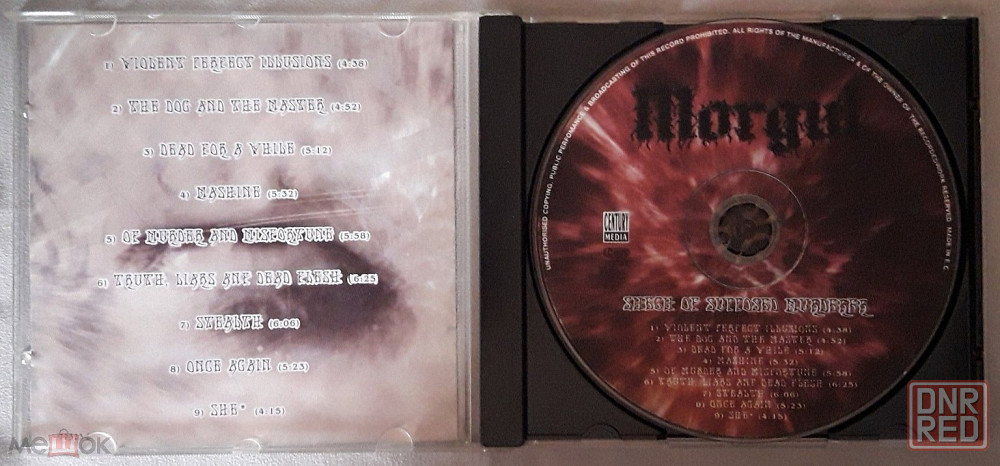 1) VIOLENT PERFECT ILLUSIONS (4:38)
2) THE DOG AND THE MASTER (4:52)
3) DEAD FOR A WHILE (5:12)
4) MASHINE (5:32)
5) OF MURDER AND MISFORTUNE (5:58)
6) TRUTH, LIARS AND DEAD FLESH (6:25)
7) STEALTH (6:06)
8) ONCE AGAIN (5:23)
9) SHE* (4:15)
UNAUTHORISED COPYING, PUBLIC PERFOMANCE & BROADCASTING OF THIS RECORD PROHIBITED. ALL RIGHTS OF THE MANUFACTURERS & OF THE OWNER OF THE RECORDED WORK RESERVED. MADE IN E.C.
Morgul
CENTURY MEDIA
1) VIOLENT PERFECT ILLUSIONS (4:38)
2) THE DOG AND THE MASTER (4:52)
3) DEAD FOR A WHILE (5:12)
4) MASHINE (5:32)
5) OF MURDER AND MISFORTUNE (5:58)
6) TRUTH, LIARS AND DEAD FLESH (6:25)
7) STEALTH (6:06)
8) ONCE AGAIN (5:23)
9) SHE* (4:15)
мешок
DNR
RED